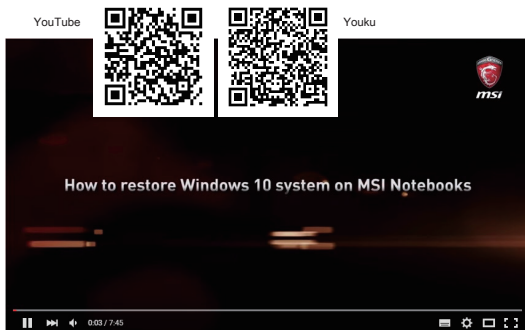 YouTube
Youku
msi
How to restore Windows 10 system on MSI Notebooks
0:03 / 7:45